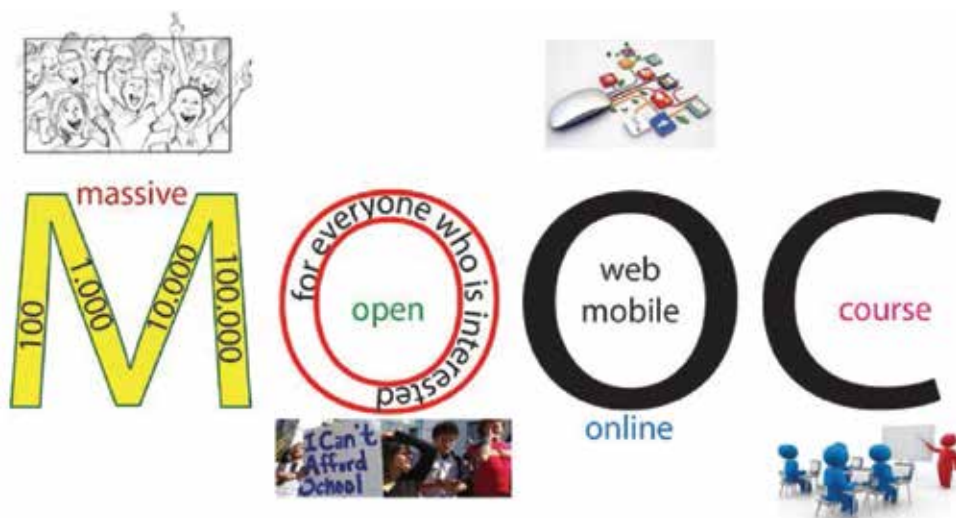 massive
M
100
1.000
10.000
100.000
O
for everyone who is interested
open
I Can't
Afford
School
O
web
mobile
online
C
course